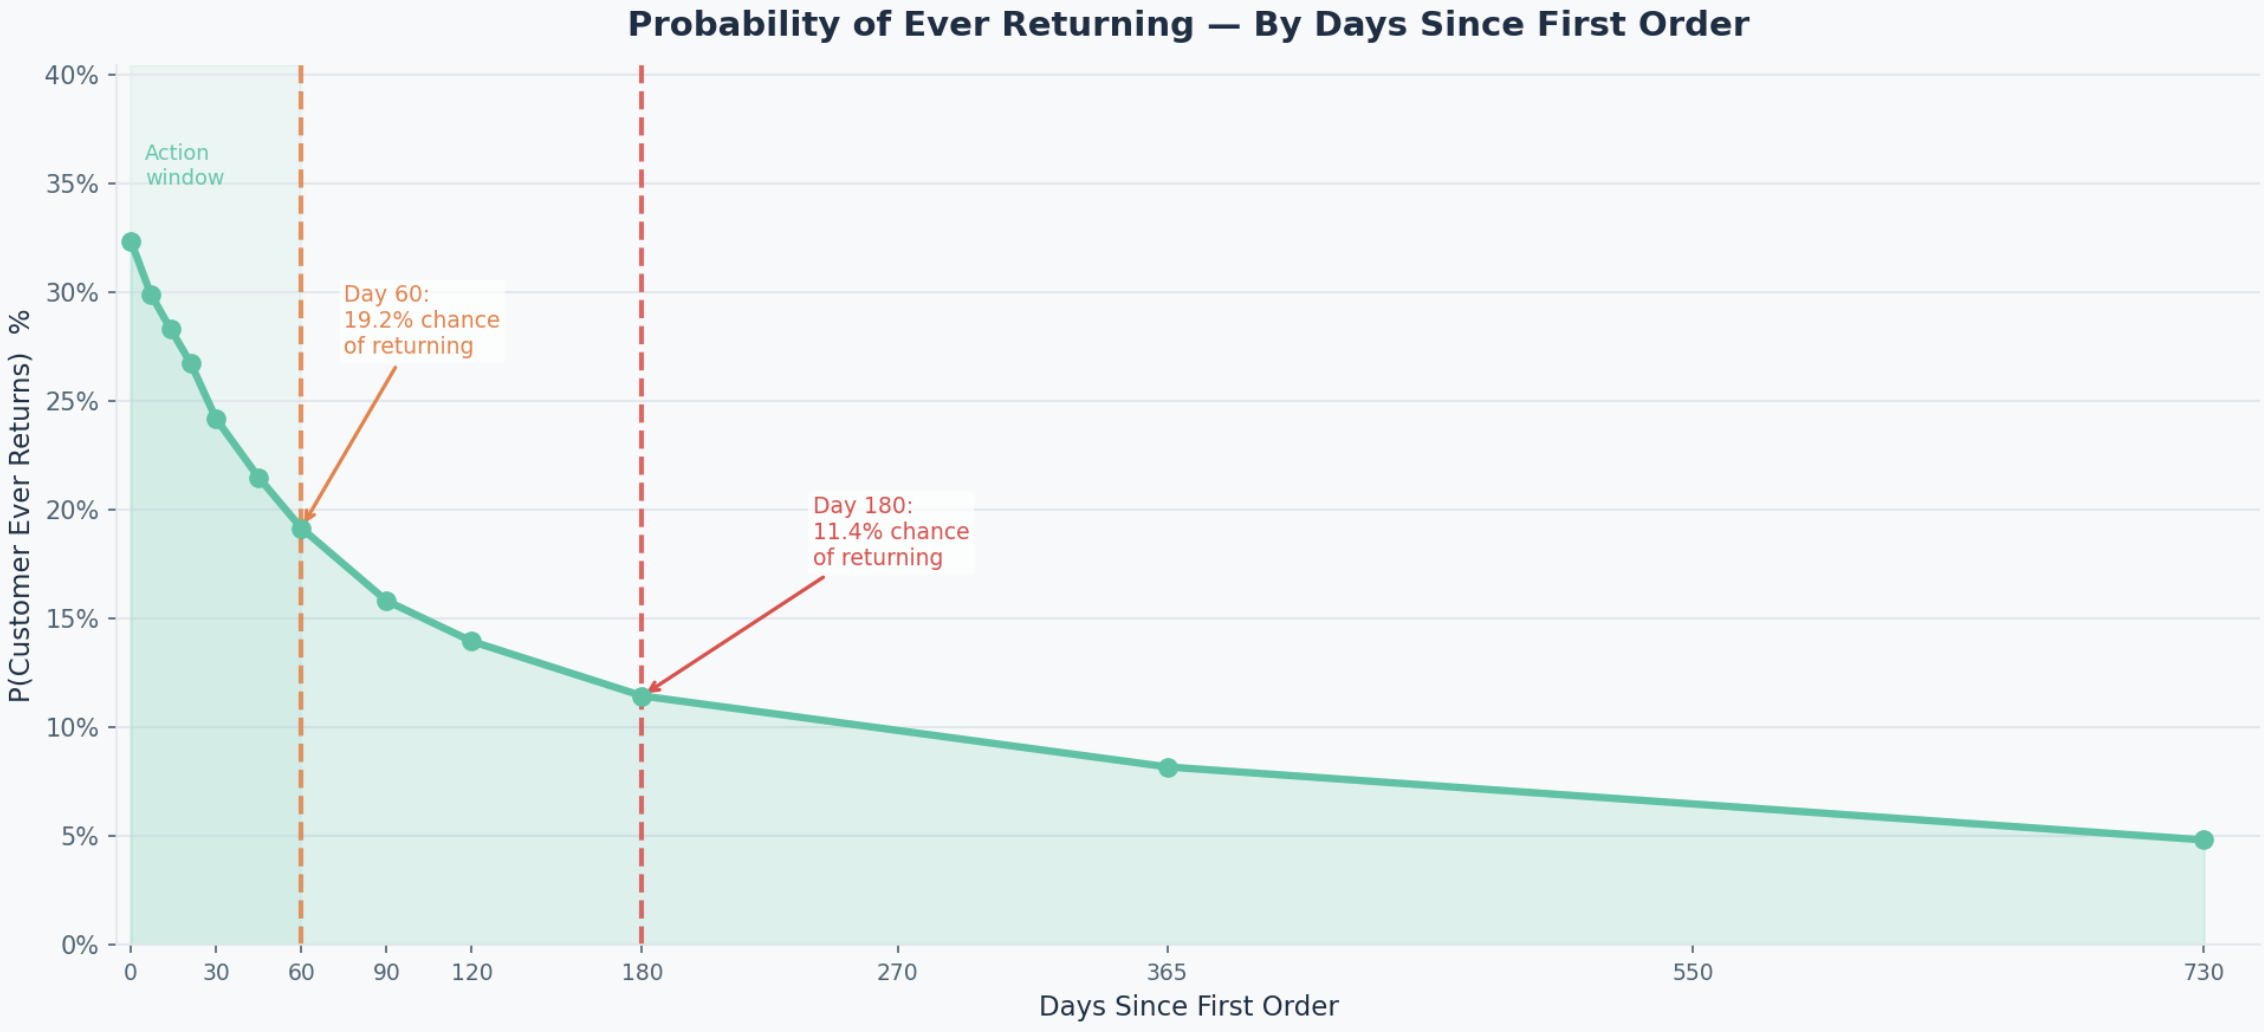 Probability of Ever Returning — By Days Since First Order
P(Customer Ever Returns)  %
40%
35%
30%
25%
20%
15%
10%
5%
0%
Action
window
Day 60:
19.2% chance
of returning
Day 180:
11.4% chance
of returning
0 30 60 90 120 180 270 365 550 730
Days Since First Order